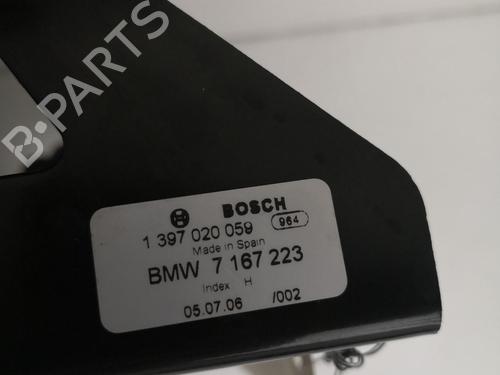 B-PARTS
BOSCH
1 397 020 059
964
Made in Spain
BMW 7 167 223
Index H
05.07.06 /002